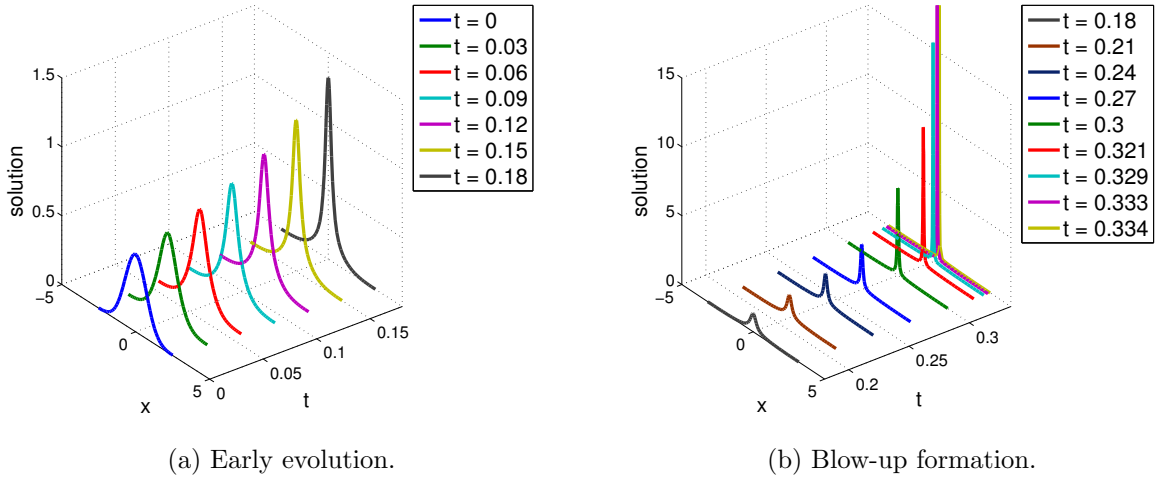 1.5
1
0.5
0
solution
−5
0
5
x
0
0.05
0.1
0.15
t
t = 0
t = 0.03
t = 0.06
t = 0.09
t = 0.12
t = 0.15
t = 0.18
(a) Early evolution.
15
10
5
0
solution
−5
0
5
x
0.2
0.25
0.3
t
t = 0.18
t = 0.21
t = 0.24
t = 0.27
t = 0.3
t = 0.321
t = 0.329
t = 0.333
t = 0.334
(b) Blow-up formation.